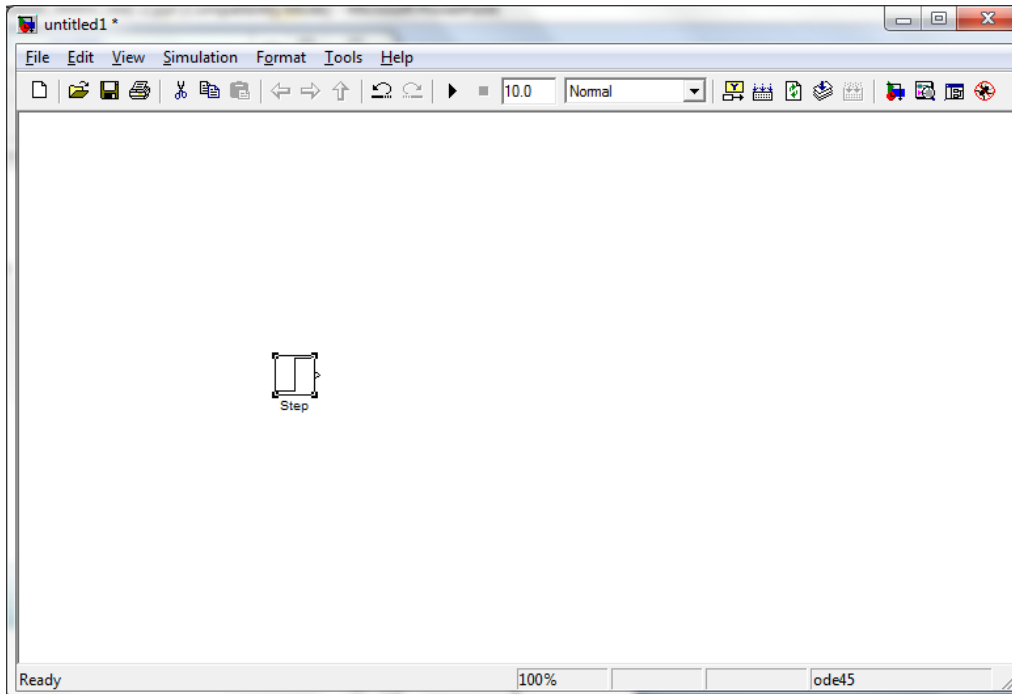 untitled1 *
File Edit View Simulation Format Tools Help
10.0 Normal
Step
Ready 100% ode45